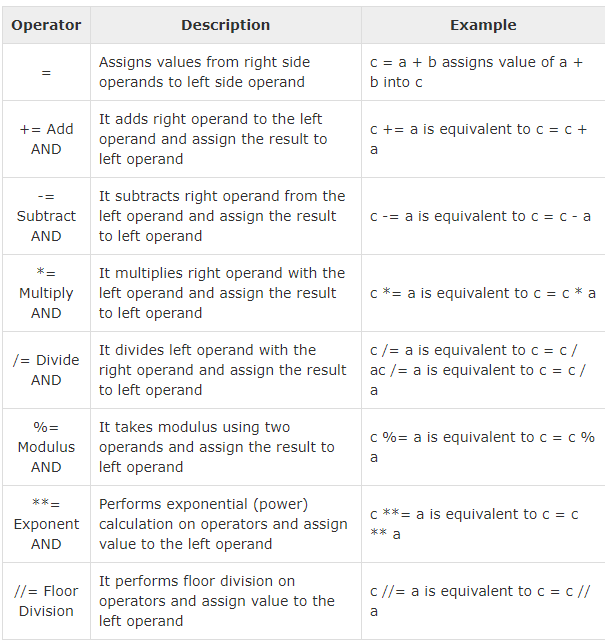 Operator Description Example
=
Assigns values from right side
operands to left side operand
c = a + b assigns value of a +
b into c
+= Add
AND
It adds right operand to the left
operand and assign the result to
left operand
c += a is equivalent to c = c +
a
-=
Subtract
AND
It subtracts right operand from the
left operand and assign the result
to left operand
c -= a is equivalent to c = c - a
*=
Multiply
AND
It multiplies right operand with the
left operand and assign the result
to left operand
c *= a is equivalent to c = c * a
/= Divide
AND
It divides left operand with the
right operand and assign the result
to left operand
c /= a is equivalent to c = c /
ac /= a is equivalent to c = c /
a
%=
Modulus
AND
It takes modulus using two
operands and assign the result to
left operand
c %= a is equivalent to c = c %
a
**=
Exponent
AND
Performs exponential (power)
calculation on operators and assign
value to the left operand
c **= a is equivalent to c = c
** a
//= Floor
Division
It performs floor division on
operators and assign value to the
left operand
c //= a is equivalent to c = c //
a